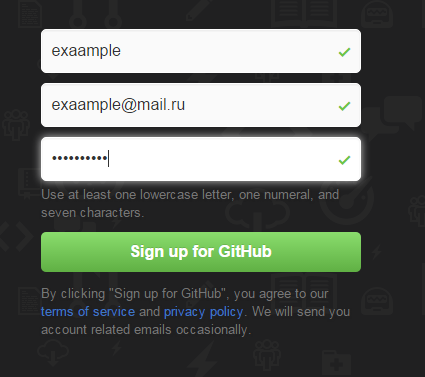 exaample
exaample@mail.ru
••••••••••
Use at least one lowercase letter, one numeral, and
seven characters.
Sign up for GitHub
By clicking "Sign up for GitHub", you agree to our
terms of service and privacy policy. We will send you
account related emails occasionally.